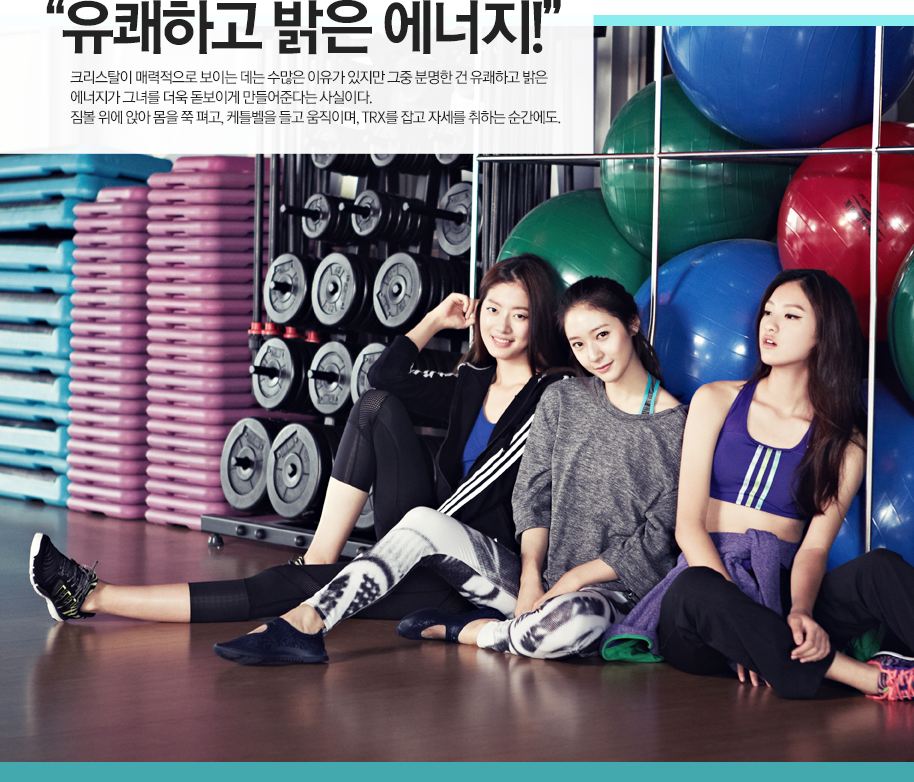 “유쾌하고 밝은 에너지!”
크리스탈이 매력적으로 보이는 데는 수많은 이유가 있지만 그중 분명한 건 유쾌하고 밝은
에너지가 그녀를 더욱 돋보이게 만들어준다는 사실이다.
짐볼 위에 앉아 몸을 쭉 펴고, 케틀벨을 들고 움직이며, TRX를 잡고 자세를 취하는 순간에도.